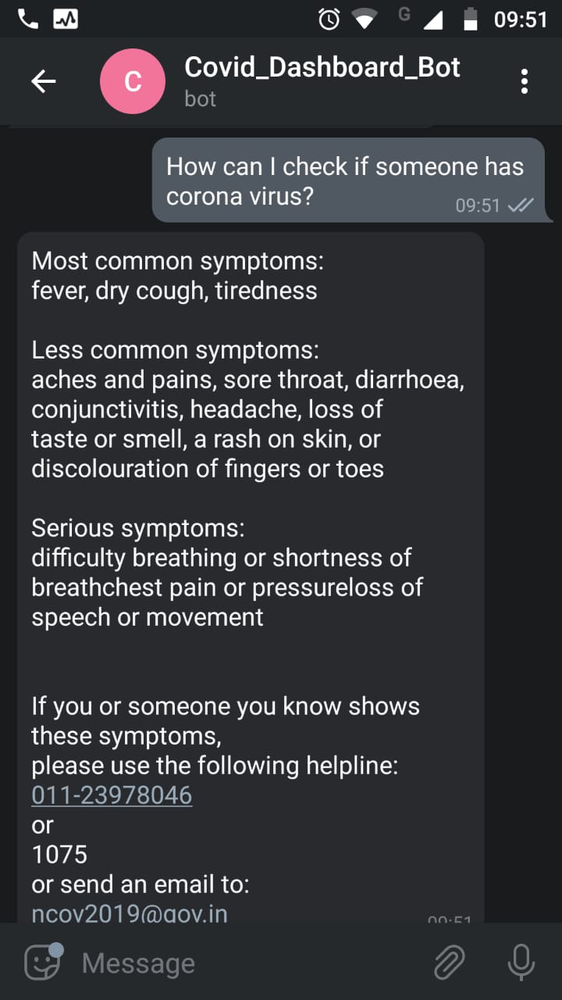 G 09:51
C
Covid_Dashboard_Bot
bot
How can I check if someone has
corona virus?
09:51
Most common symptoms:
fever, dry cough, tiredness
Less common symptoms:
aches and pains, sore throat, diarrhoea,
conjunctivitis, headache, loss of
taste or smell, a rash on skin, or
discolouration of fingers or toes
Serious symptoms:
difficulty breathing or shortness of
breathchest pain or pressureloss of
speech or movement
If you or someone you know shows
these symptoms,
please use the following helpline:
011-23978046
or
1075
or send an email to:
ncov2019@gov.in
09:51
Message